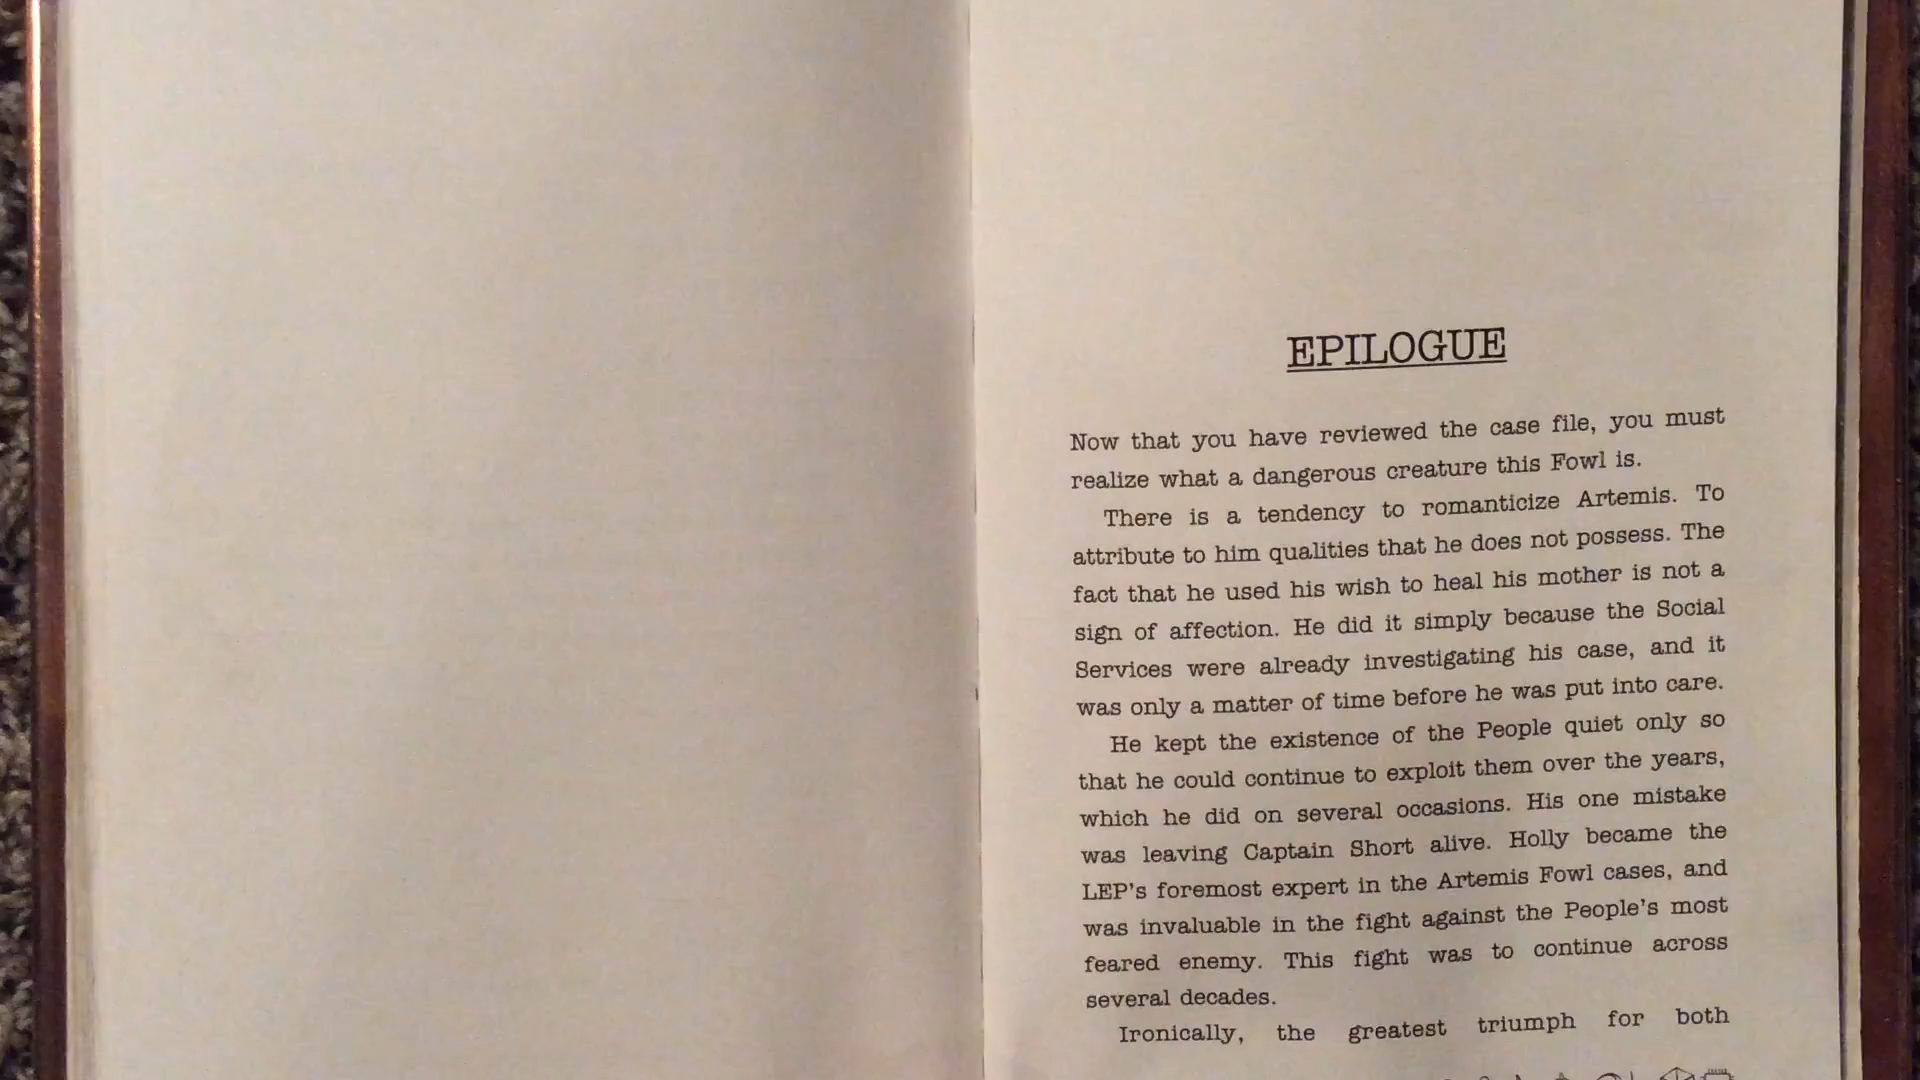 EPILOGUE
Now that you have reviewed the case file, you must
realize what a dangerous creature this Fowl is.
There is a tendency to romanticize Artemis. To
attribute to him qualities that he does not possess. The
fact that he used his wish to heal his mother is not a
sign of affection. He did it simply because the Social
Services were already investigating his case, and it
was only a matter of time before he was put into care.
He kept the existence of the People quiet only so
that he could continue to exploit them over the years,
which he did on several occasions. His one mistake
was leaving Captain Short alive. Holly became the
LEP's foremost expert in the Artemis Fowl cases, and
was invaluable in the fight against the People's most
feared enemy. This fight was to continue across
several decades.
Ironically, the greatest triumph for both